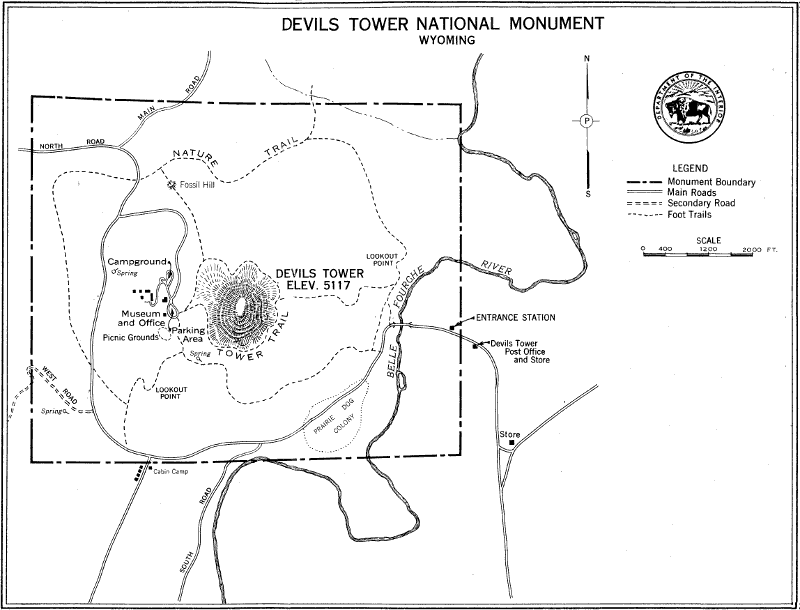 DEVILS TOWER NATIONAL MONUMENT
WYOMING
N
P
S
DEPARTMENT OF THE INTERIOR
LEGEND
Monument Boundary
Main Roads
Secondary Road
Foot Trails
SCALE
0 400 1200 2000 FT.
MAIN ROAD
NORTH ROAD
NATURE TRAIL
Fossil Hill
Campground
Spring
DEVILS TOWER
ELEV. 5117
LOOKOUT
POINT
BELLE FOURGHE RIVER
Museum
and Office
Parking
Area
Picnic Grounds
TOWER TRAIL
Spring
ENTRANCE STATION
Devils Tower
Post Office
and Store
WEST ROAD
Spring
LOOKOUT
POINT
PRAIRIE DOG
COLONY
Store
Cabin Camp
SOUTH ROAD